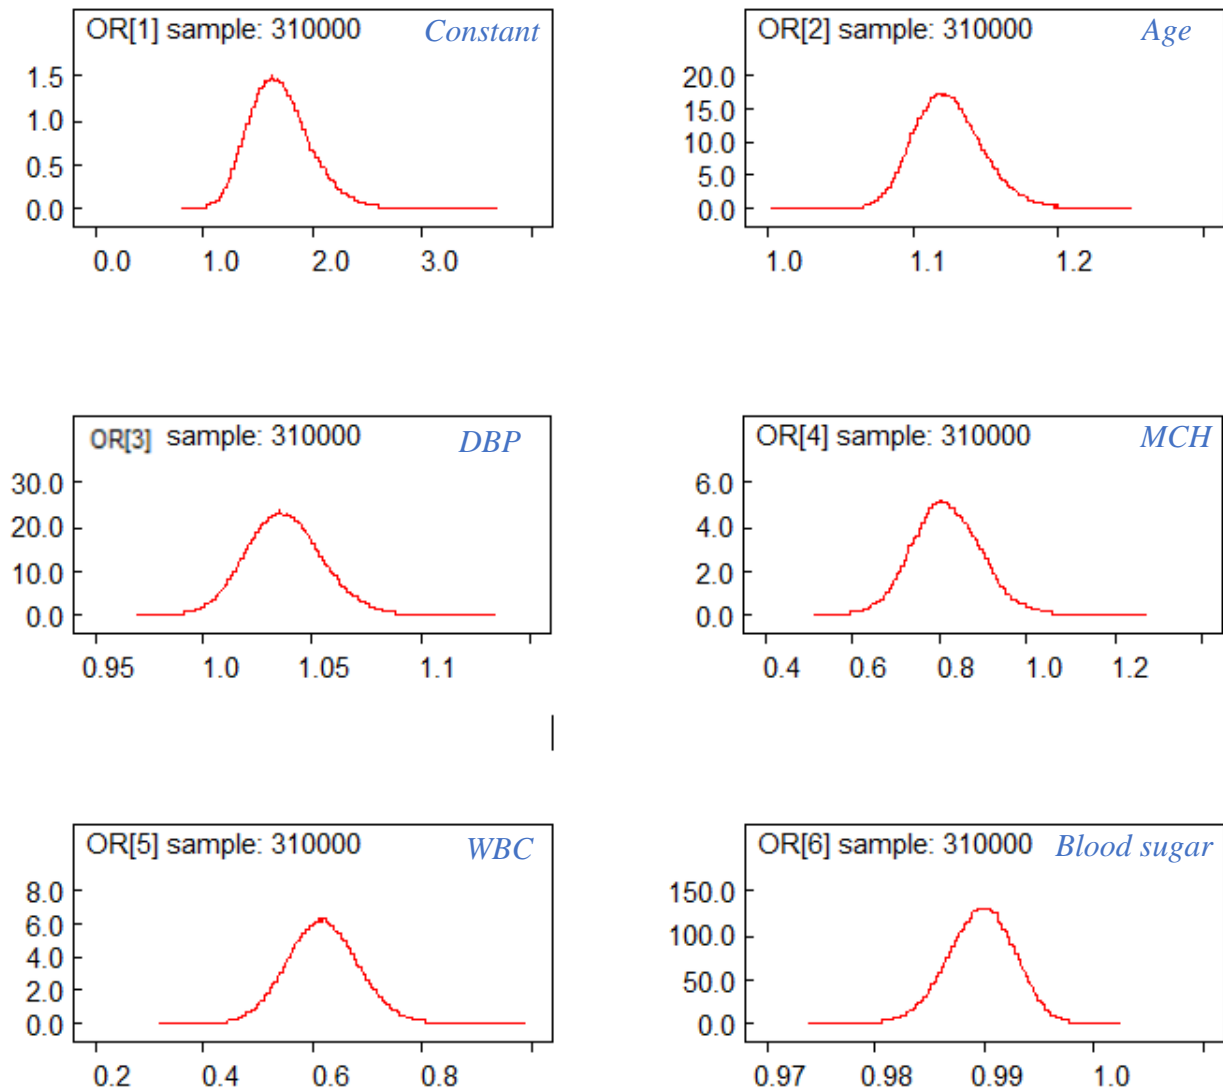 OR[1] sample: 310000 Constant
1.5
1.0
0.5
0.0
0.0 1.0 2.0 3.0
OR[2] sample: 310000 Age
20.0
15.0
10.0
5.0
0.0
1.0 1.1 1.2
OR[3] sample: 310000 DBP
30.0
20.0
10.0
0.0
0.95 1.0 1.05 1.1
OR[4] sample: 310000 MCH
6.0
4.0
2.0
0.0
0.4 0.6 0.8 1.0 1.2
OR[5] sample: 310000 WBC
8.0
6.0
4.0
2.0
0.0
0.2 0.4 0.6 0.8
OR[6] sample: 310000 Blood sugar
150.0
100.0
50.0
0.0
0.97 0.98 0.99 1.0